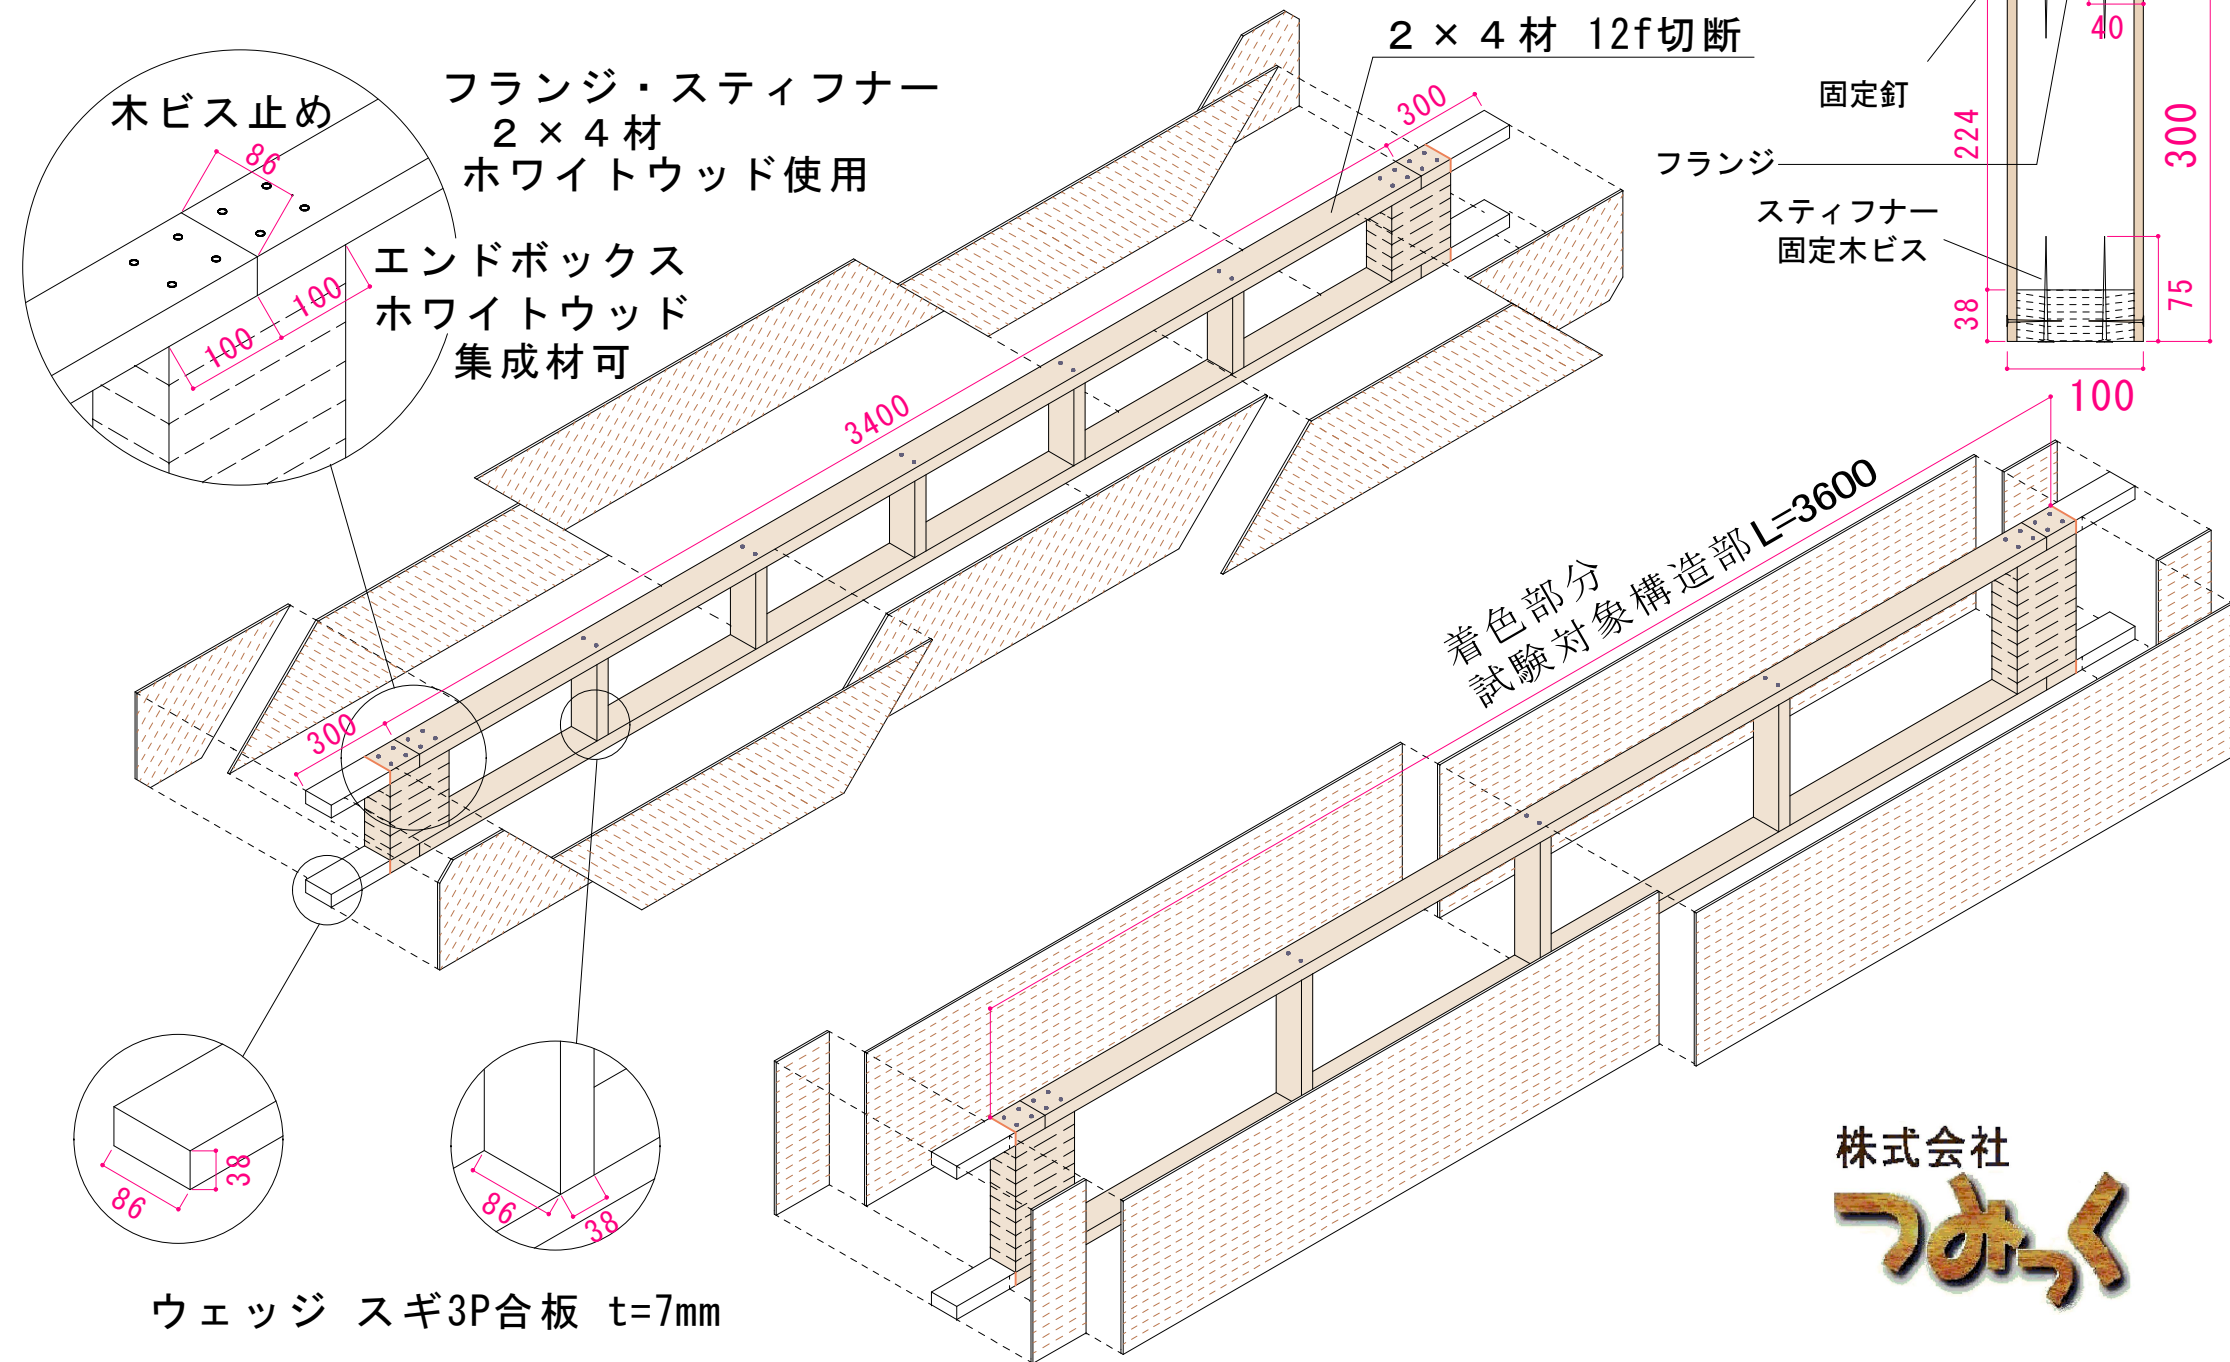 2×4材 12f切断
40
木ビス止め
86
100
100
フランジ・スティフナー
2×4材
ホワイトウッド使用
エンドボックス
ホワイトウッド
集成材可
300
3400
300
固定釘
224
300
フランジ
スティフナー
固定木ビス
38
75
100
着色部分
試験対象構造部L=3600
86
38
86
38
ウェッジ スギ3P合板 t=7mm
株式会社
つみっく